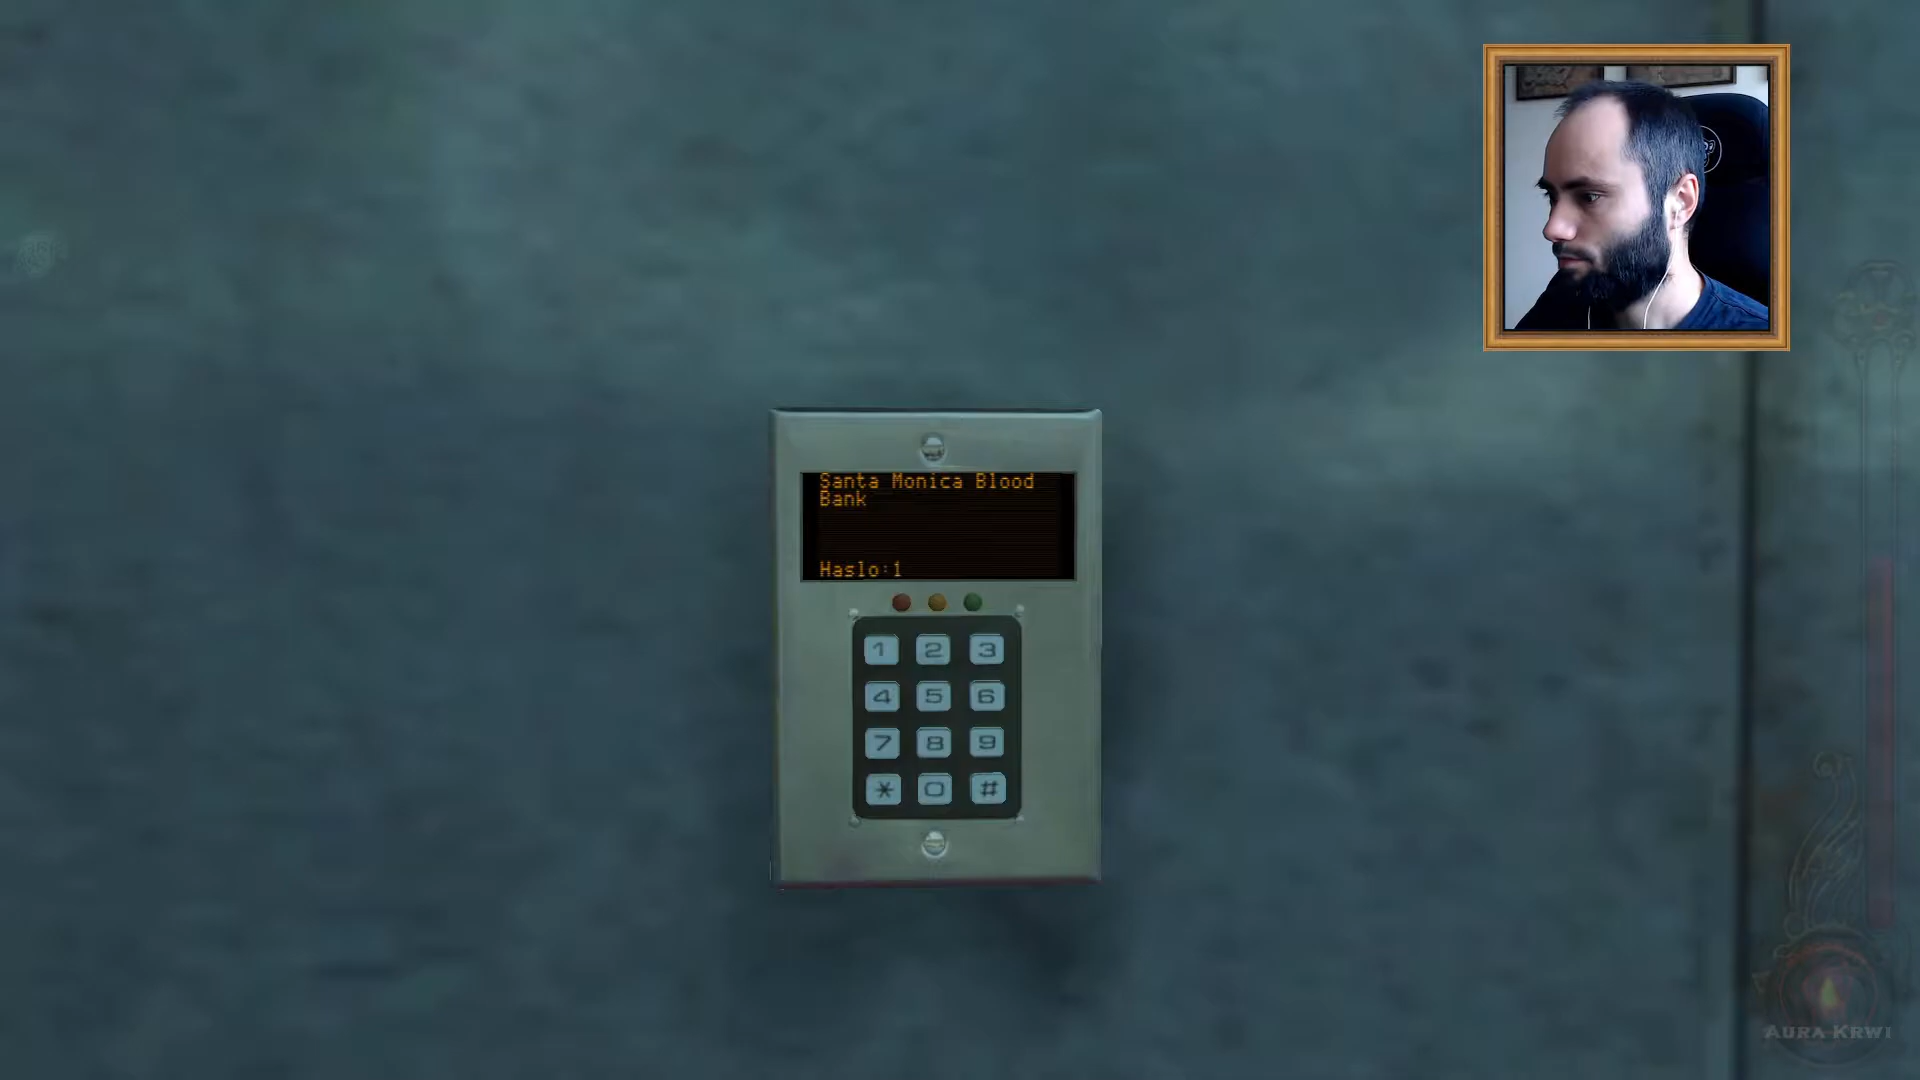 Santa Monica Blood
Bank
Haslo:1
1 2 3
4 5 6
7 8 9
* 0 #
AURA KRWI